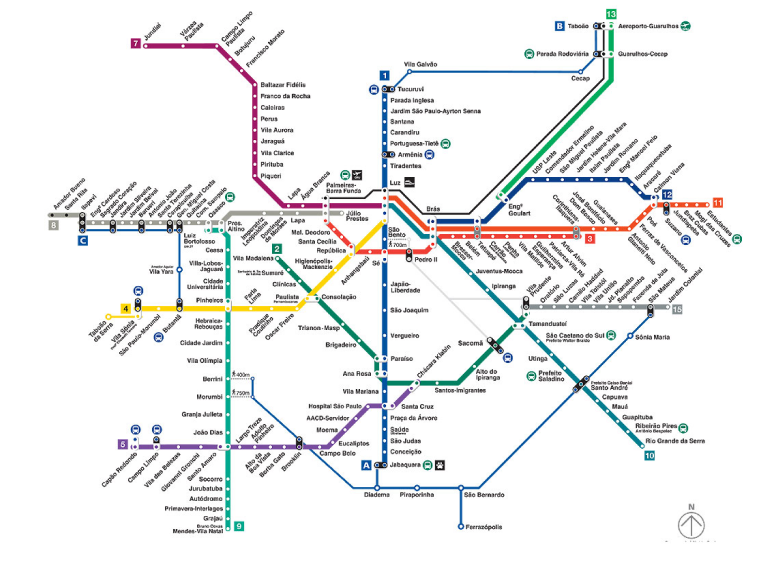 13
B
Taboão
Aeroporto-Guarulhos
Parada Rodoviária
Guarulhos-Cecap
Cecap
Vila Galvão
7
Jundiaí
Várzea
Paulista
Campo Limpo
Paulista
Botujuru
Francisco Morato
Baltazar Fidélis
Franco da Rocha
Caieiras
Perus
Vila Aurora
Jaraguá
Vila Clarice
Pirituba
Piqueri
Lapa
Água Branca
1
Tucuruvi
Parada Inglesa
Jardim São Paulo-Ayrton Senna
Santana
Carandiru
Portuguesa-Tietê
Armênia
Tiradentes
Luz
Palmeiras-
Barra Funda
Júlio
Prestes
São
Bento
700m
Sé
Pedro II
Brás
Mal. Deodoro
Santa Cecília
República
Anhangabaú
Higienópolis-
Mackenzie
USP Leste
Comendador Ermelino
São Miguel Paulista
Jardim Helena-Vila Mara
Itaim Paulista
Jardim Romano
Engº Manoel Feio
Itaquaquecetuba
Aracaré
Calmon Viana
Engº
Goulart
12
11
Suzano
Jundiapeba
Braz Cubas
Mogi das Cruzes
Estudantes
José Bonifácio
Dom Bosco
Guaianases
Antonio
Gianetti Neto
Ferraz de Vasconcelos
Corinthians
Itaquera
3
Artur Alvim
Patriarca-Vila Ré
Guilhermina
Esperança
Vila Matilde
Penha
Carrão
Tatuapé
Belém
Bresser-
Mooca
8
Amador Bueno
Santa Rita
Itapevi
Engº Cardoso
Sagrado Coração
Jandira
Jardim Silveira
Jardim Belval
Barueri
Antonio João
Santa Terezinha
Carapicuíba
Gen. Miguel Costa
Quitaúna
Com. Sampaio
Osasco
C
Pres.
Altino
Imperatriz
Leopoldina
Domingos
de Moraes
Lapa
Luiz
Bortolosso
Ceasa
Villa-Lobos-
Jaguaré
Cidade
Universitária
Pinheiros
Hebraica-
Rebouças
Cidade Jardim
Vila Olímpia
Berrini
400m
Morumbi
750m
Granja Julieta
João Dias
Santo Amaro
Socorro
Jurubatuba
Autódromo
Primavera-Interlagos
Grajaú
Bruno Covas
Mendes-Vila Natal
9
Vila Yara
4
Taboão
da Serra
Vila Sônia
São Paulo-Morumbi
Butantã
Faria
Lima
Fradique
Coutinho
Oscar Freire
Paulista
Vila Madalena
Sumaré
Clínicas
2
Consolação
Trianon-Masp
Brigadeiro
Paraíso
Ana Rosa
Vila Mariana
Chácara Klabin
Santos-Imigrantes
Alto do
Ipiranga
Sacomã
Tamanduateí
Vila
Prudente
Oratório
São Lucas
Camilo Haddad
Vila Tolstói
Vila União
Jd. Planalto
Sapopemba
Fazenda da Juta
São Mateus
Jardim Colonial
15
Sônia Maria
Japão-
Liberdade
São Joaquim
Vergueiro
Santa Cruz
Praça da Árvore
Saúde
São Judas
Conceição
Jabaquara
A
Juventus-Mooca
Ipiranga
São Caetano do Sul
Prefeito Walter Braido
Utinga
Prefeito
Saladino
Prefeito Celso Daniel
Santo André
Capuava
Mauá
Guapituba
Ribeirão Pires
Antônio Bespalec
Rio Grande da Serra
10
5
Capão Redondo
Campo Limpo
Vila das Belezas
Giovanni Gronchi
Largo Treze
Adolfo
Pinheiro
Alto da
Boa Vista
Borba Gato
Brooklin
Campo Belo
Eucaliptos
Moema
AACD-Servidor
Hospital São Paulo
Diadema
Piraporinha
São Bernardo
Ferrazópolis
N